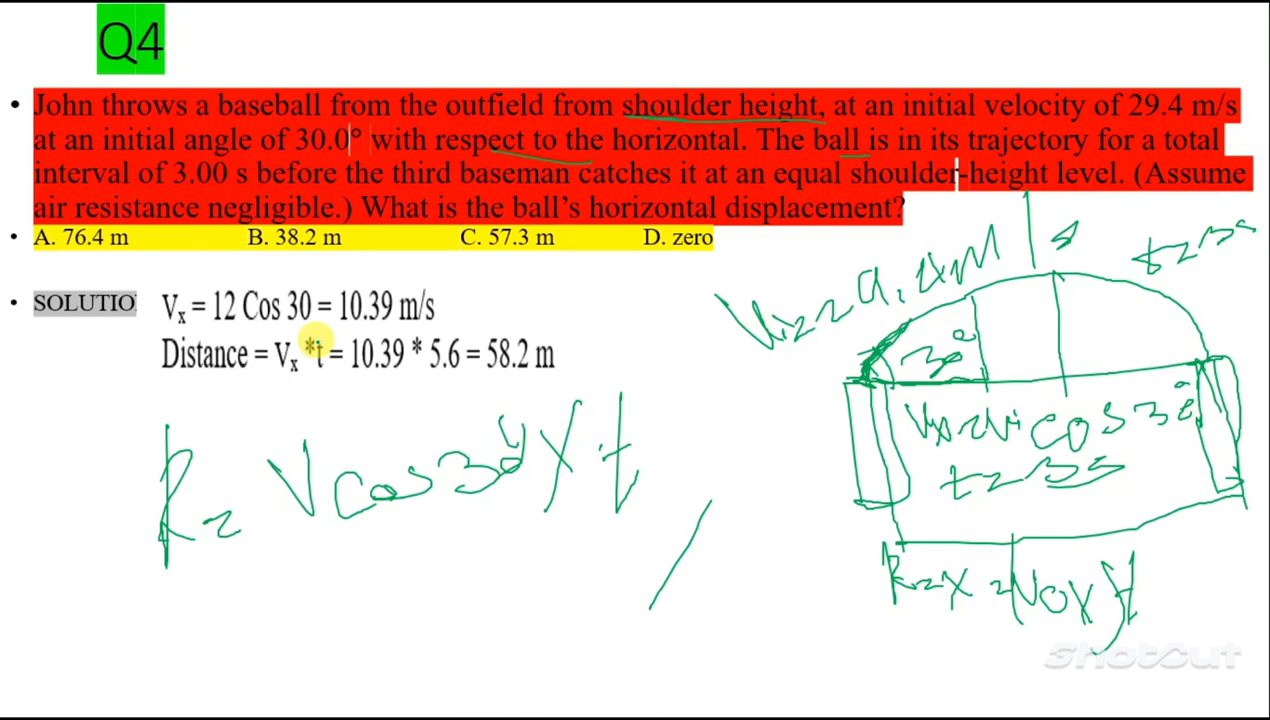 Q4
• John throws a baseball from the outfield from shoulder height, at an initial velocity of 29.4 m/s
at an initial angle of 30.0° with respect to the horizontal. The ball is in its trajectory for a total
interval of 3.00 s before the third baseman catches it at an equal shoulder-height level. (Assume
air resistance negligible.) What is the ball’s horizontal displacement?
• A. 76.4 m B. 38.2 m C. 57.3 m D. zero
• SOLUTIO
Vx = 12 Cos 30 = 10.39 m/s
Distance = Vx *t = 10.39 * 5.6 = 58.2 m
R = V cos 30 x t
t = 3s
30°
Vx = Vi cos 30
t = 3s
shotcut